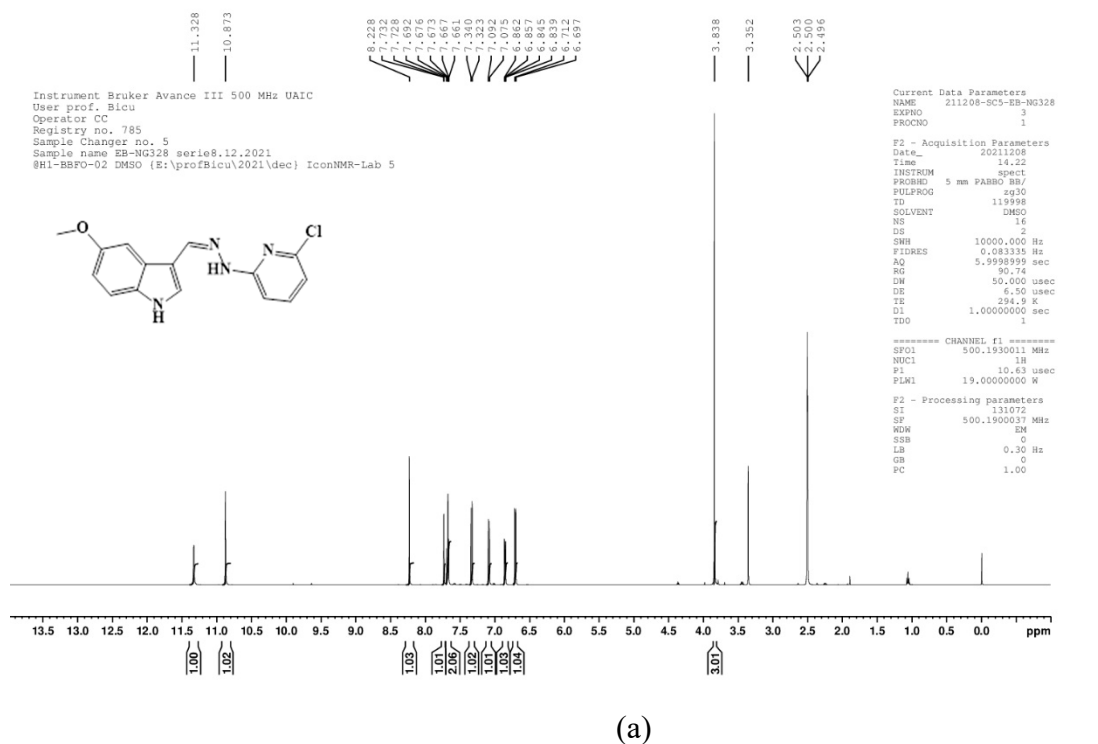 11.328
10.873
8.228
7.732
7.728
7.692
7.676
7.673
7.667
7.661
7.340
7.323
7.092
7.075
6.862
6.857
6.845
6.839
6.712
6.697
3.838
3.352
2.503
2.500
2.496
Instrument Bruker Avance III 500 MHz UAIC
User prof. Bicu
Operator CC
Registry no. 785
Sample Changer no. 5
Sample name EB-NG328 serie8.12.2021
@H1-BBFO-02 DMSO {E:\profBicu\2021\dec} IconNMR-Lab 5
O
N
HN
N
Cl
N
H
Current Data Parameters
NAME 211208-SC5-EB-NG328
EXPNO 3
PROCNO 1
F2 - Acquisition Parameters
Date_ 20211208
Time 14.22
INSTRUM spect
PROBHD 5 mm PABBO BB/
PULPROG zg30
TD 119998
SOLVENT DMSO
NS 16
DS 2
SWH 10000.000 Hz
FIDRES 0.083335 Hz
AQ 5.9998999 sec
RG 90.74
DW 50.000 usec
DE 6.50 usec
TE 294.9 K
D1 1.00000000 sec
TD0 1
======== CHANNEL f1 ========
SFO1 500.1930011 MHz
NUC1 1H
P1 10.63 usec
PLW1 19.00000000 W
F2 - Processing parameters
SI 131072
SF 500.1900037 MHz
WDW EM
SSB 0
LB 0.30 Hz
GB 0
PC 1.00
13.5 13.0 12.5 12.0 11.5 11.0 10.5 10.0 9.5 9.0 8.5 8.0 7.5 7.0 6.5 6.0 5.5 5.0 4.5 4.0 3.5 3.0 2.5 2.0 1.5 1.0 0.5 0.0 ppm
1.00
1.02
1.03
1.01
2.06
1.02
1.01
1.03
1.04
3.01
(a)